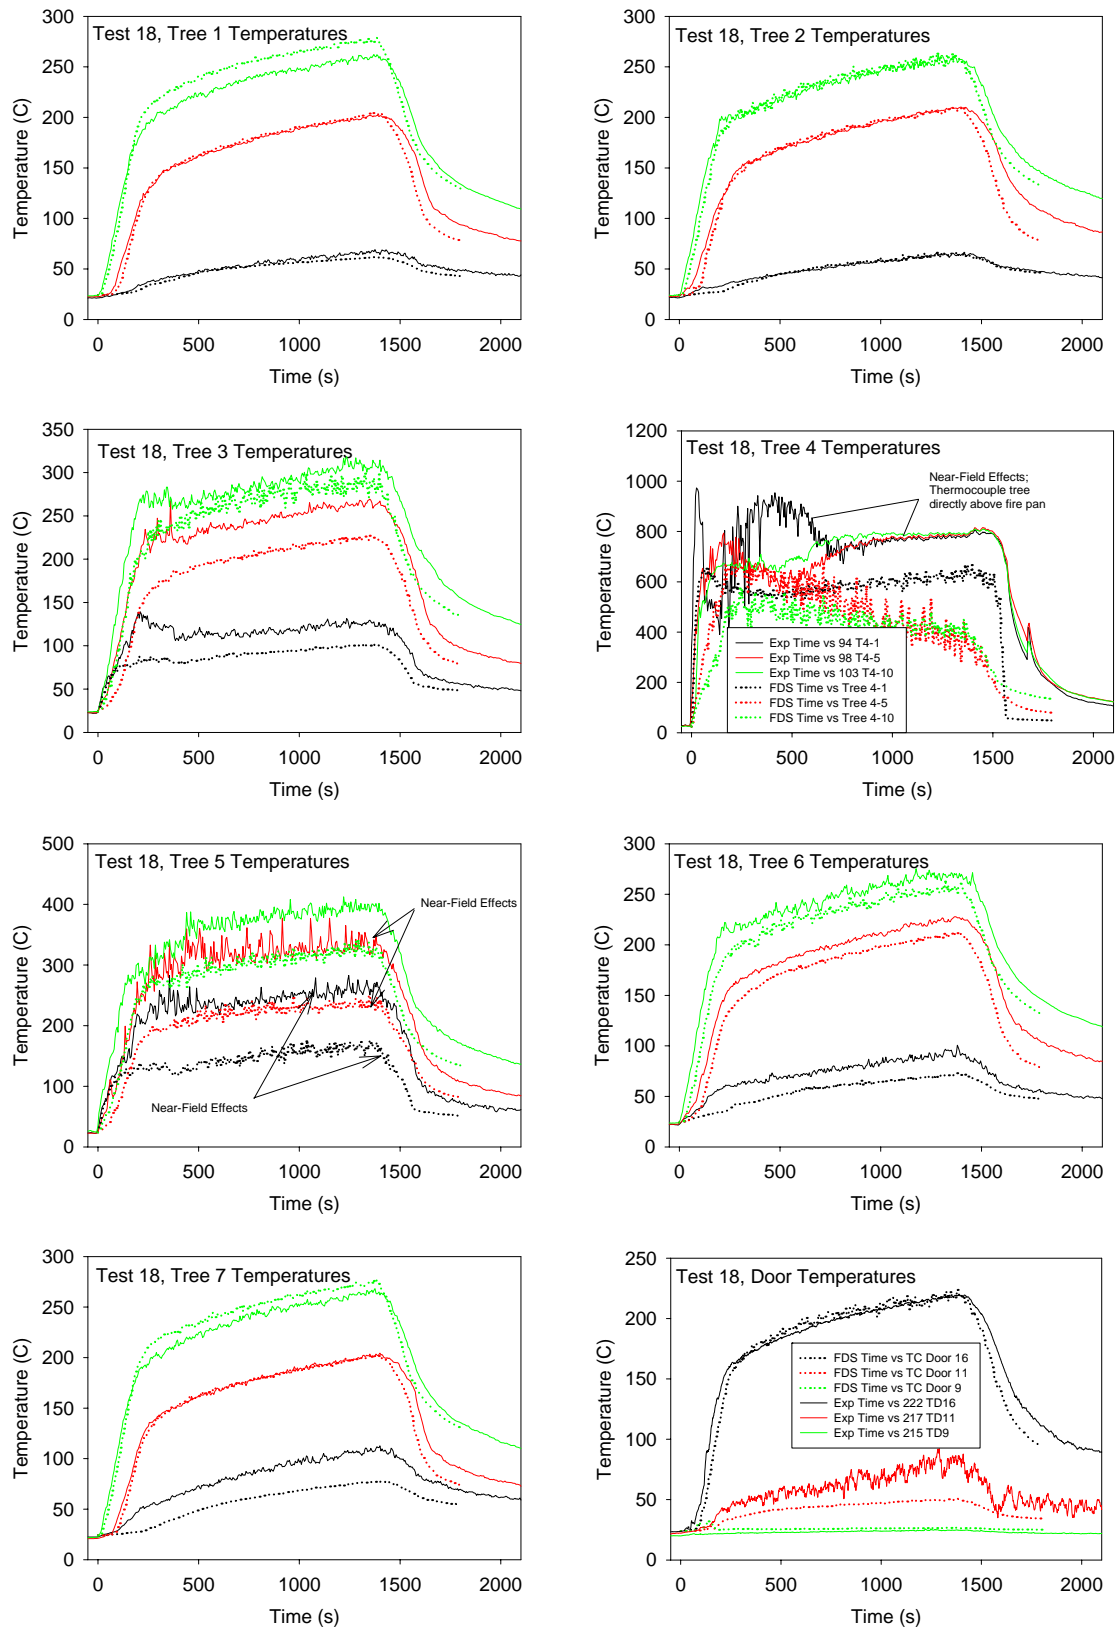 Test 18, Tree 1 Temperatures
Temperature (C)
300
250
200
150
100
50
0
0 500 1000 1500 2000
Time (s)
Test 18, Tree 2 Temperatures
Temperature (C)
300
250
200
150
100
50
0
0 500 1000 1500 2000
Time (s)
Test 18, Tree 3 Temperatures
Temperature (C)
350
300
250
200
150
100
50
0
0 500 1000 1500 2000
Time (s)
Test 18, Tree 4 Temperatures
Temperature (C)
1200
1000
800
600
400
200
0
Near-Field Effects;
Thermocouple tree
directly above fire pan
Exp Time vs 94 T4-1
Exp Time vs 98 T4-5
Exp Time vs 103 T4-10
FDS Time vs Tree 4-1
FDS Time vs Tree 4-5
FDS Time vs Tree 4-10
0 500 1000 1500 2000
Time (s)
Test 18, Tree 5 Temperatures
Temperature (C)
500
400
300
200
100
0
Near-Field Effects
Near-Field Effects
0 500 1000 1500 2000
Time (s)
Test 18, Tree 6 Temperatures
Temperature (C)
300
250
200
150
100
50
0
0 500 1000 1500 2000
Time (s)
Test 18, Tree 7 Temperatures
Temperature (C)
300
250
200
150
100
50
0
0 500 1000 1500 2000
Time (s)
Test 18, Door Temperatures
Temperature (C)
250
200
150
100
50
0
FDS Time vs TC Door 16
FDS Time vs TC Door 11
FDS Time vs TC Door 9
Exp Time vs 222 TD16
Exp Time vs 217 TD11
Exp Time vs 215 TD9
0 500 1000 1500 2000
Time (s)